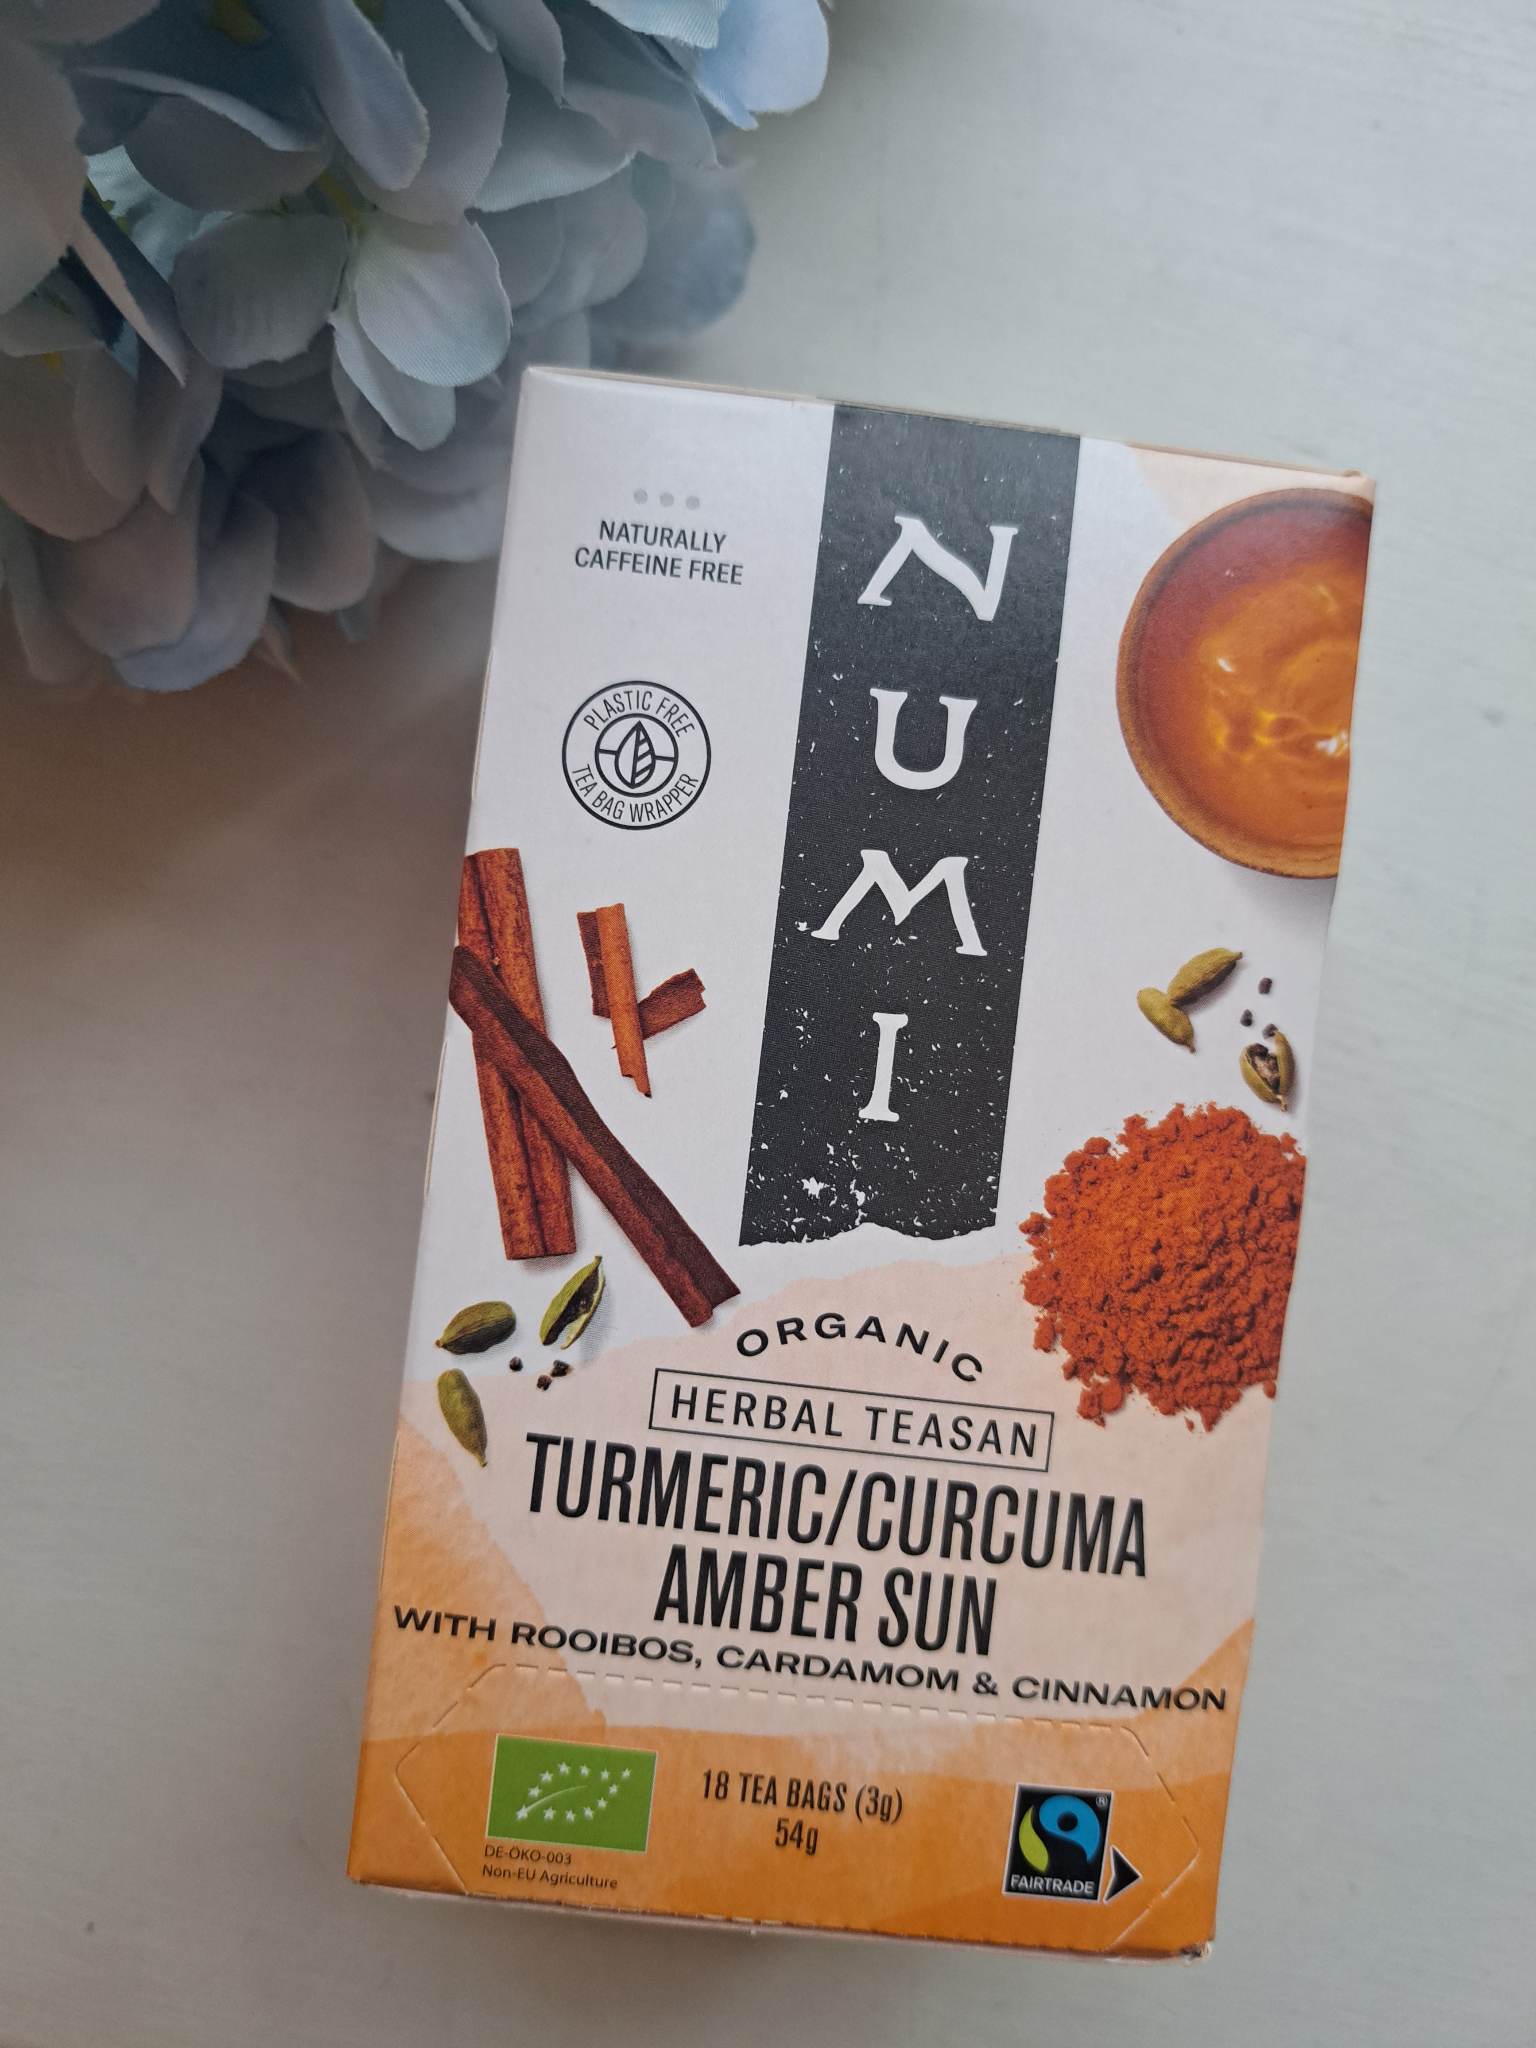 NATURALLY
CAFFEINE FREE
PLASTIC FREE
TEA BAG WRAPPER
NUMI
ORGANIC
HERBAL TEASAN
TURMERIC/CURCUMA
AMBER SUN
WITH ROOIBOS, CARDAMOM & CINNAMON
18 TEA BAGS (3g)
54g
DE-ÖKO-003
Non-EU Agriculture
FAIRTRADE
®